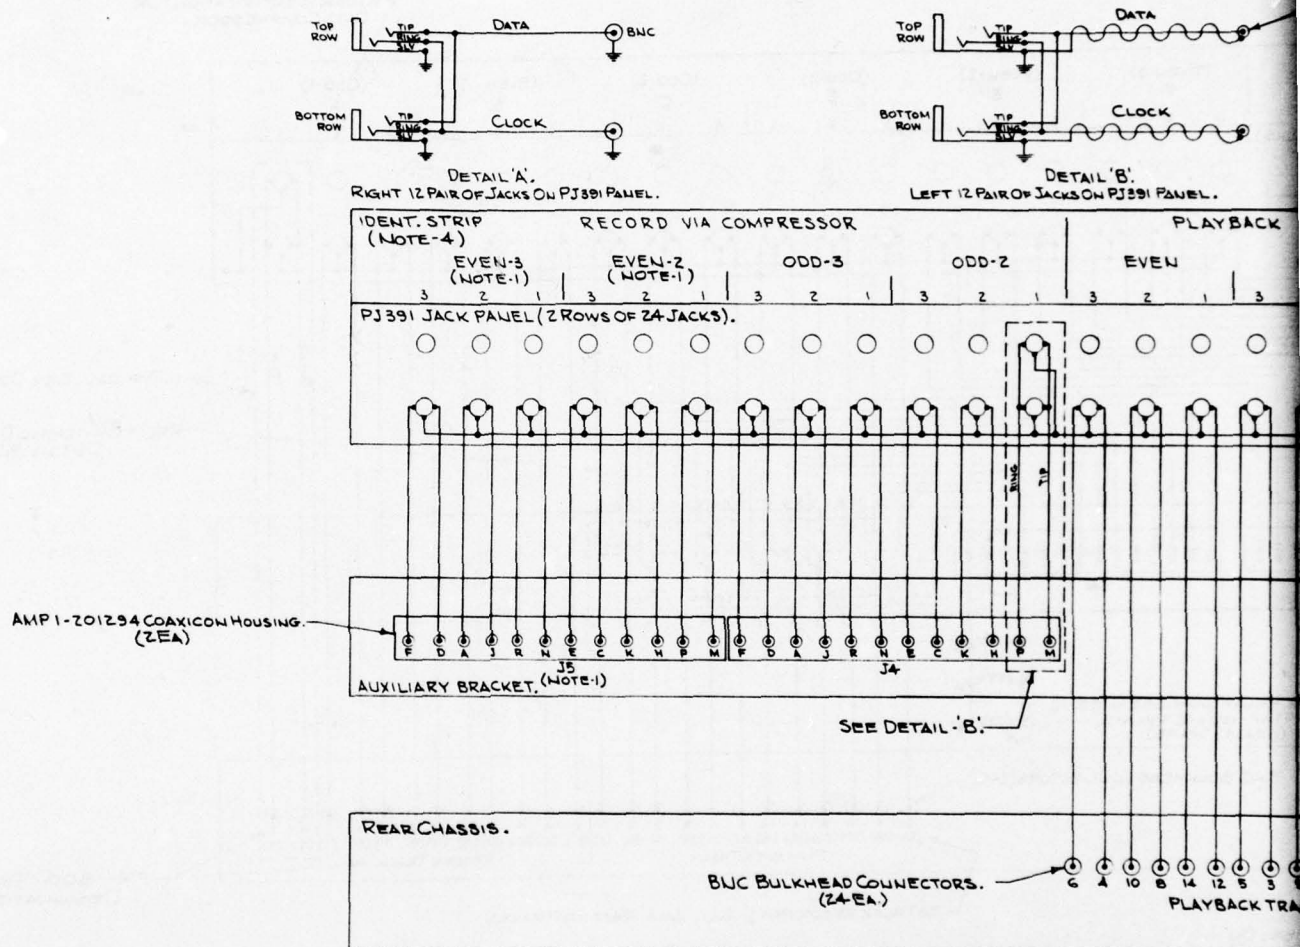 TOP ROW
TIP
RING
SLV
DATA
BNC
BOTTOM ROW
TIP
RING
SLV
CLOCK
DETAIL 'A'.
RIGHT 12 PAIR OF JACKS ON PJ391 PANEL.
TOP ROW
TIP
RING
SLV
DATA
BOTTOM ROW
TIP
RING
SLV
CLOCK
DETAIL 'B'.
LEFT 12 PAIR OF JACKS ON PJ391 PANEL.
IDENT. STRIP
(NOTE-4)
RECORD VIA COMPRESSOR
PLAYBACK
EVEN-3
(NOTE-1)
EVEN-2
(NOTE-1)
ODD-3
ODD-2
EVEN
3 2 1 3 2 1 3 2 1 3 2 1 3 2 1 3
PJ391 JACK PANEL (2 ROWS OF 24 JACKS).
RING
TIP
AMP 1-201294 COAXICON HOUSING.
(2EA)
F D A J R N E C K H P M F D A J R N E C K H P M
J5
(NOTE-1)
J4
AUXILIARY BRACKET.
SEE DETAIL 'B'.
REAR CHASSIS.
BNC BULKHEAD CONNECTORS.
(24 EA.)
6 4 10 8 14 12 5 3
PLAYBACK TRA